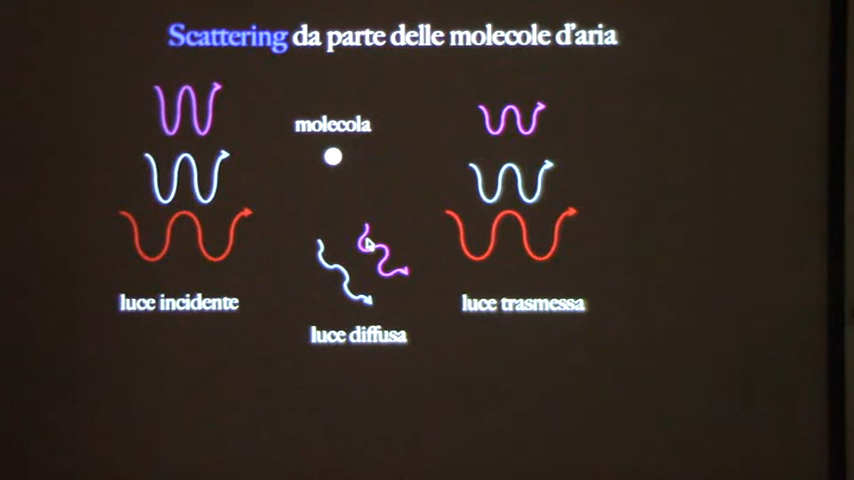 Scattering da parte delle molecole d'aria
molecola
luce incidente
luce trasmessa
luce diffusa